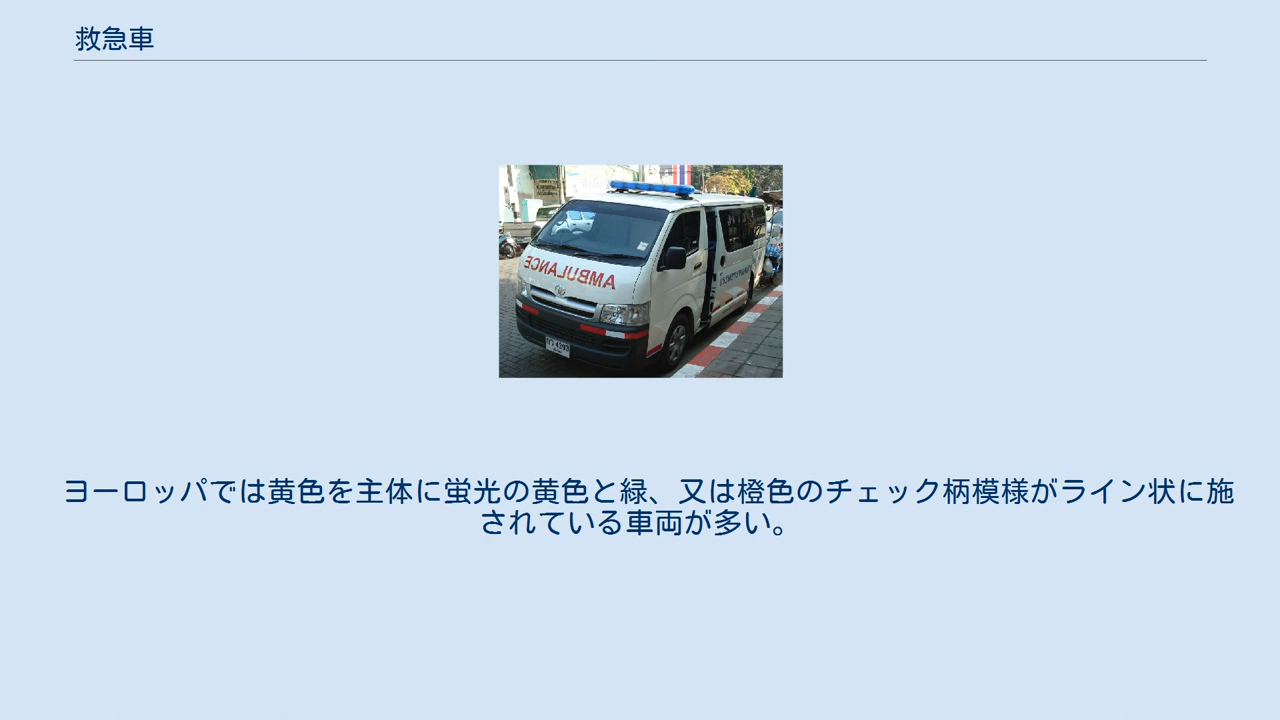 救急車
AMBULANCE
ヨーロッパでは黄色を主体に蛍光の黄色と緑、又は橙色のチェック柄模様がライン状に施
されている車両が多い。